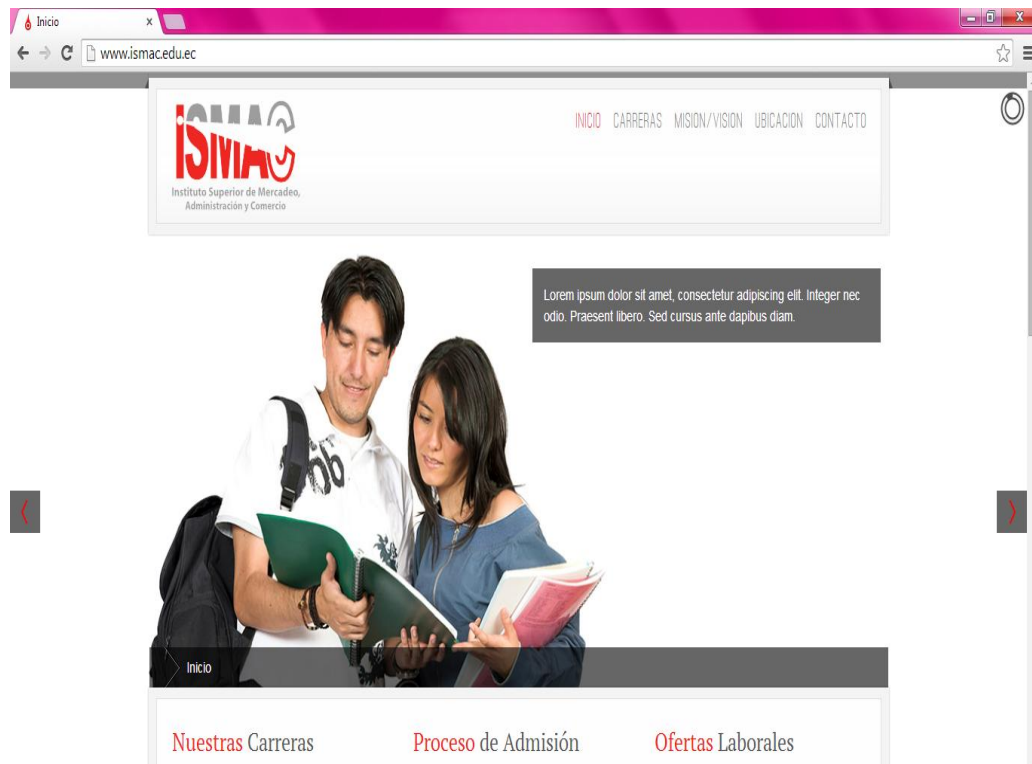 Inicio
www.ismac.edu.ec
iSMAC
Instituto Superior de Mercadeo,
Administración y Comercio
INICIO CARRERAS MISION/VISION UBICACION CONTACTO
Lorem ipsum dolor sit amet, consectetur adipiscing elit. Integer nec
odio. Praesent libero. Sed cursus ante dapibus diam.
Inicio
Nuestras Carreras
Proceso de Admisión
Ofertas Laborales